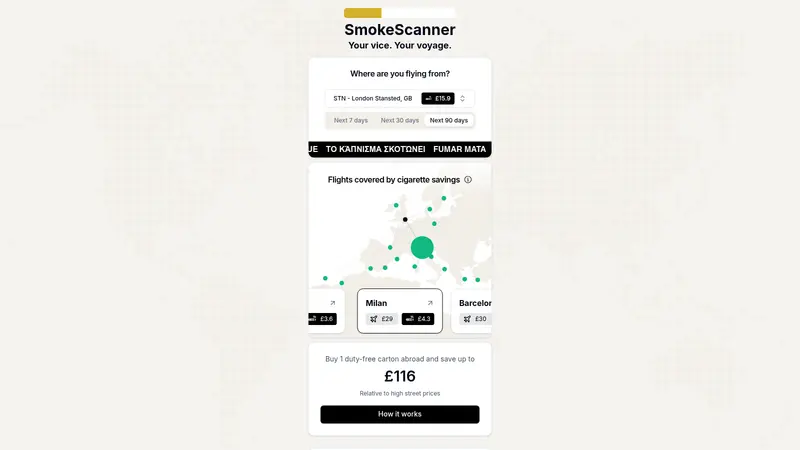 SmokeScanner
Your vice. Your voyage.
Where are you flying from?
STN - London Stansted, GB £15.9
Next 7 days Next 30 days Next 90 days
UE ΤΟ ΚΆΠΝΙΣΜΑ ΣΚΟΤΏΝΕΙ FUMAR MATA
Flights covered by cigarette savings
£3.6
Milan
£29 £4.3
Barcelon
£30
Buy 1 duty-free carton abroad and save up to
£116
Relative to high street prices
How it works